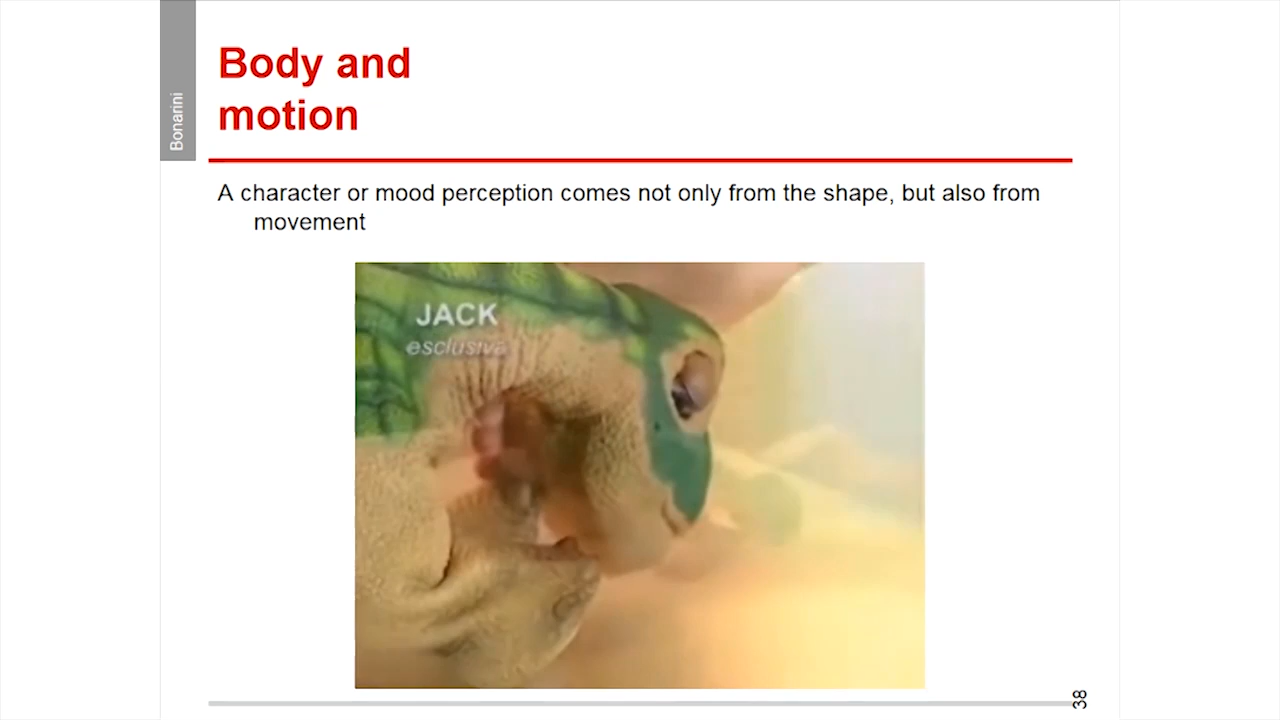 Bonarini
Body and
motion
A character or mood perception comes not only from the shape, but also from
movement
JACK
esclusiva
38